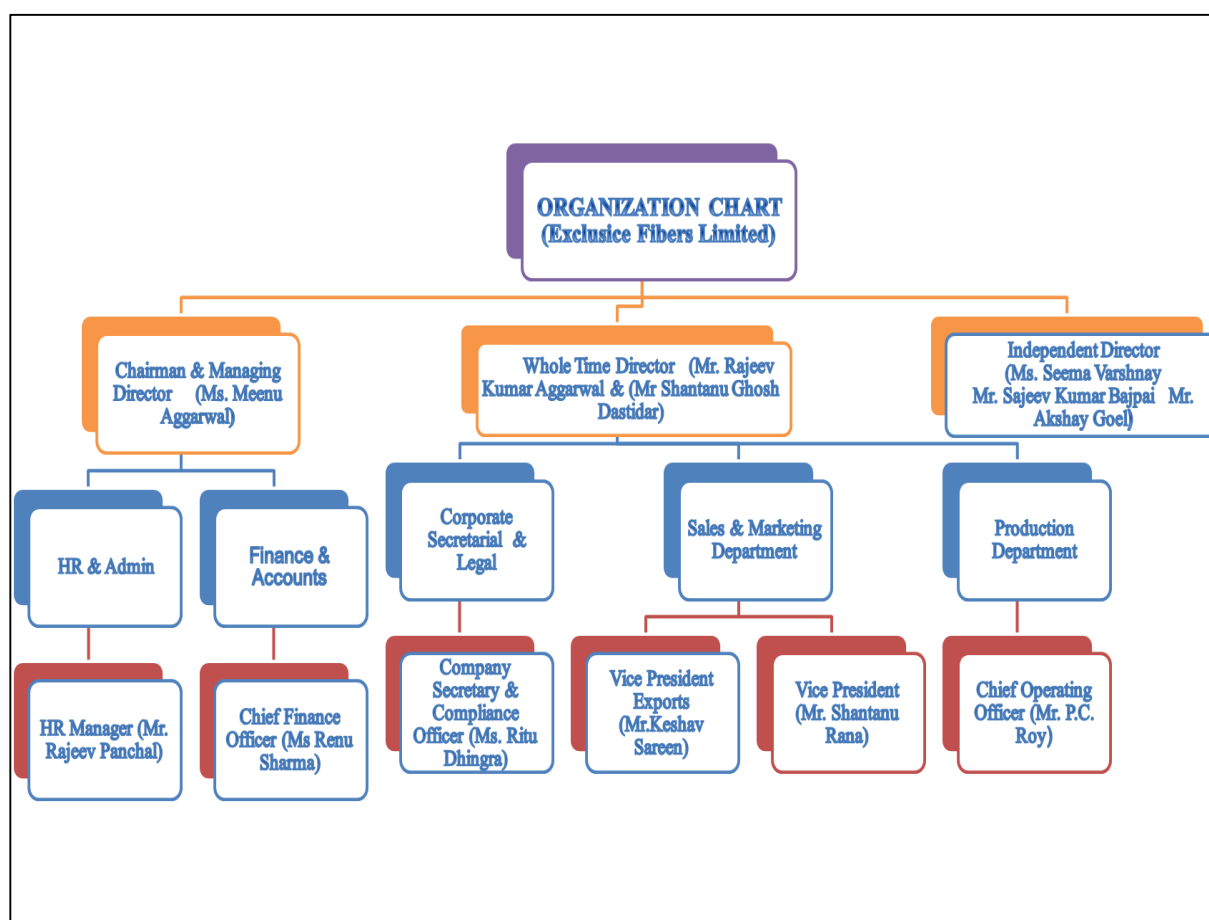 ORGANIZATION CHART
(Exclusice Fibers Limited)
Chairman & Managing
Director (Ms. Meenu
Aggarwal)
Whole Time Director (Mr. Rajeev
Kumar Aggarwal & (Mr Shantanu Ghosh
Dastidar)
Independent Director
(Ms. Seema Varshnay
Mr. Sajeev Kumar Bajpai Mr.
Akshay Goel)
HR & Admin
Finance &
Accounts
Corporate
Secretarial &
Legal
Sales & Marketing
Department
Production
Department
HR Manager (Mr.
Rajeev Panchal)
Chief Finance
Officer (Ms Renu
Sharma)
Company
Secretary &
Compliance
Officer (Ms. Ritu
Dhingra)
Vice President
Exports
(Mr.Keshav
Sareen)
Vice President
(Mr. Shantanu
Rana)
Chief Operating
Officer (Mr. P.C.
Roy)